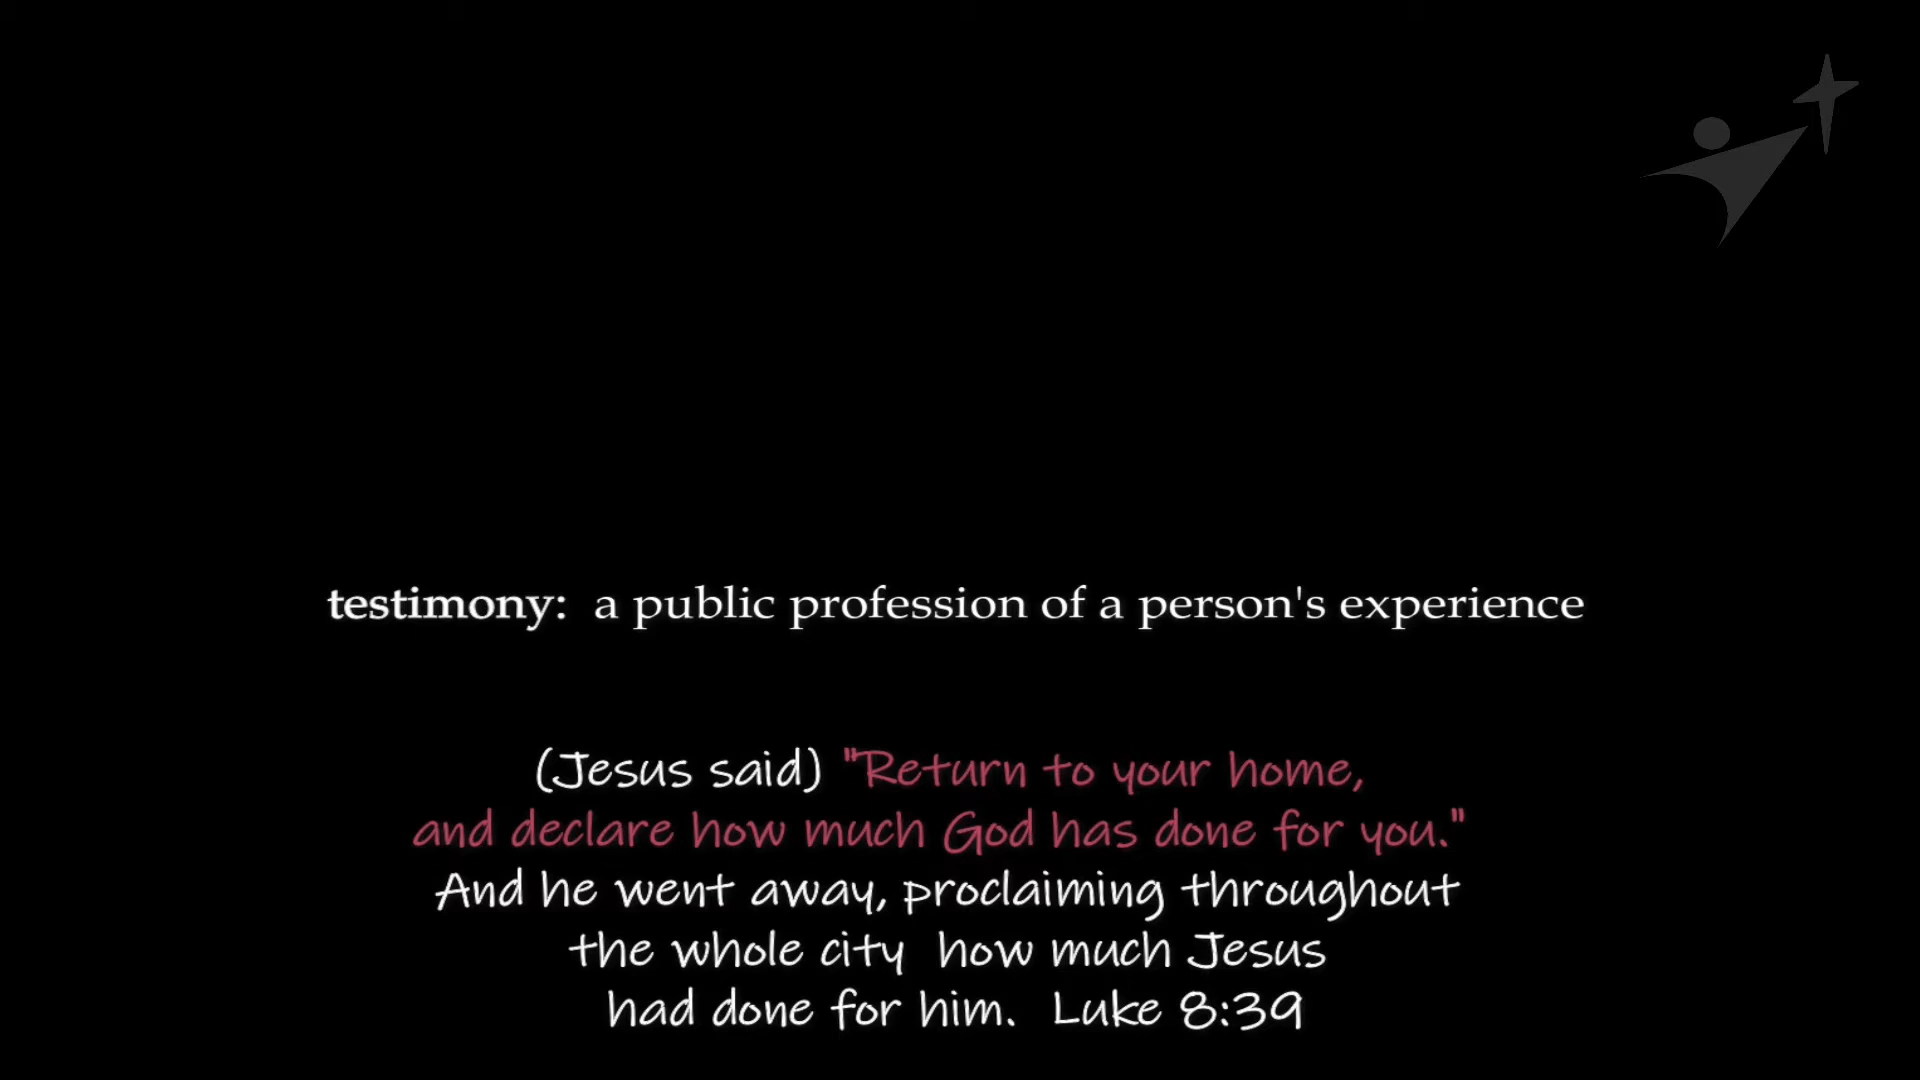 testimony:  a public profession of a person's experience
(Jesus said) "Return to your home,
and declare how much God has done for you."
And he went away, proclaiming throughout
the whole city  how much Jesus
had done for him.  Luke 8:39